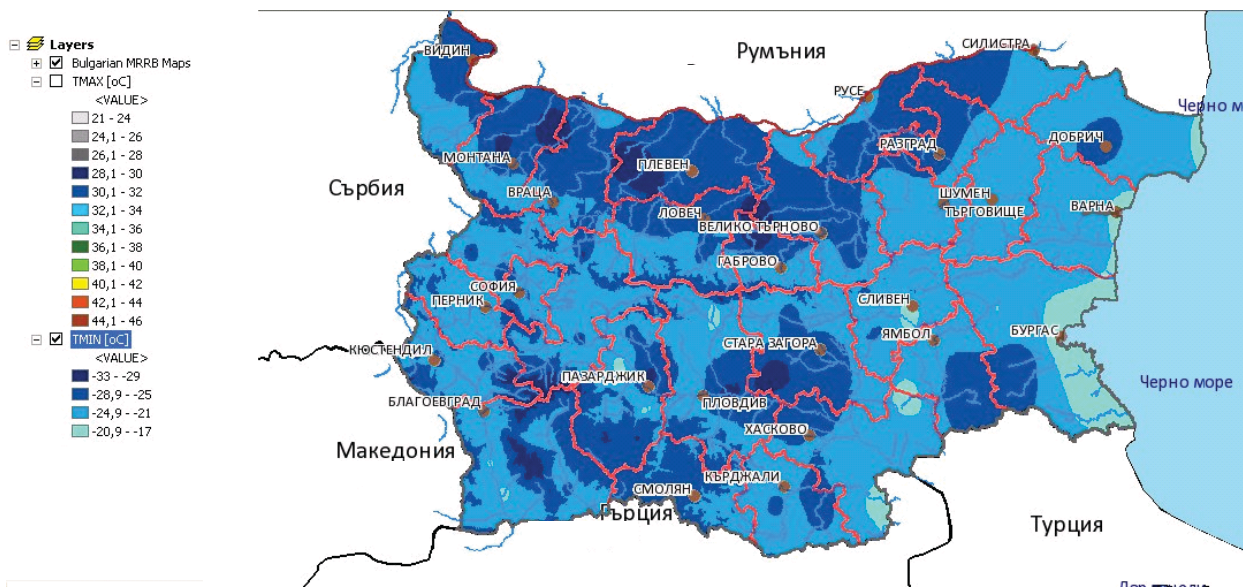 Layers
Bulgarian MRRB Maps
TMAX [oC]
<VALUE>
21 - 24
24,1 - 26
26,1 - 28
28,1 - 30
30,1 - 32
32,1 - 34
34,1 - 36
36,1 - 38
38,1 - 40
40,1 - 42
42,1 - 44
44,1 - 46
TMIN [oC]
<VALUE>
-33 - -29
-28,9 - -25
-24,9 - -21
-20,9 - -17
Румъния
СИЛИСТРА
ВИДИН
РУСЕ
Черно м
ДОБРИЧ
РАЗГРАД
МОНТАНА
ПЛЕВЕН
Сърбия
ВРАЦА
ШУМЕН
ТЪРГОВИЩЕ
ВАРНА
ЛОВЕЧ
ВЕЛИКО ТЪРНОВО
ГАБРОВО
СОФИЯ
ПЕРНИК
СЛИВЕН
ЯМБОЛ
БУРГАС
КЮСТЕНДИЛ
СТАРА ЗАГОРА
ПАЗАРДЖИК
Черно море
БЛАГОЕВГРАД
ПЛОВДИВ
ХАСКОВО
Македония
КЪРДЖАЛИ
СМОЛЯН
Гърция
Турция